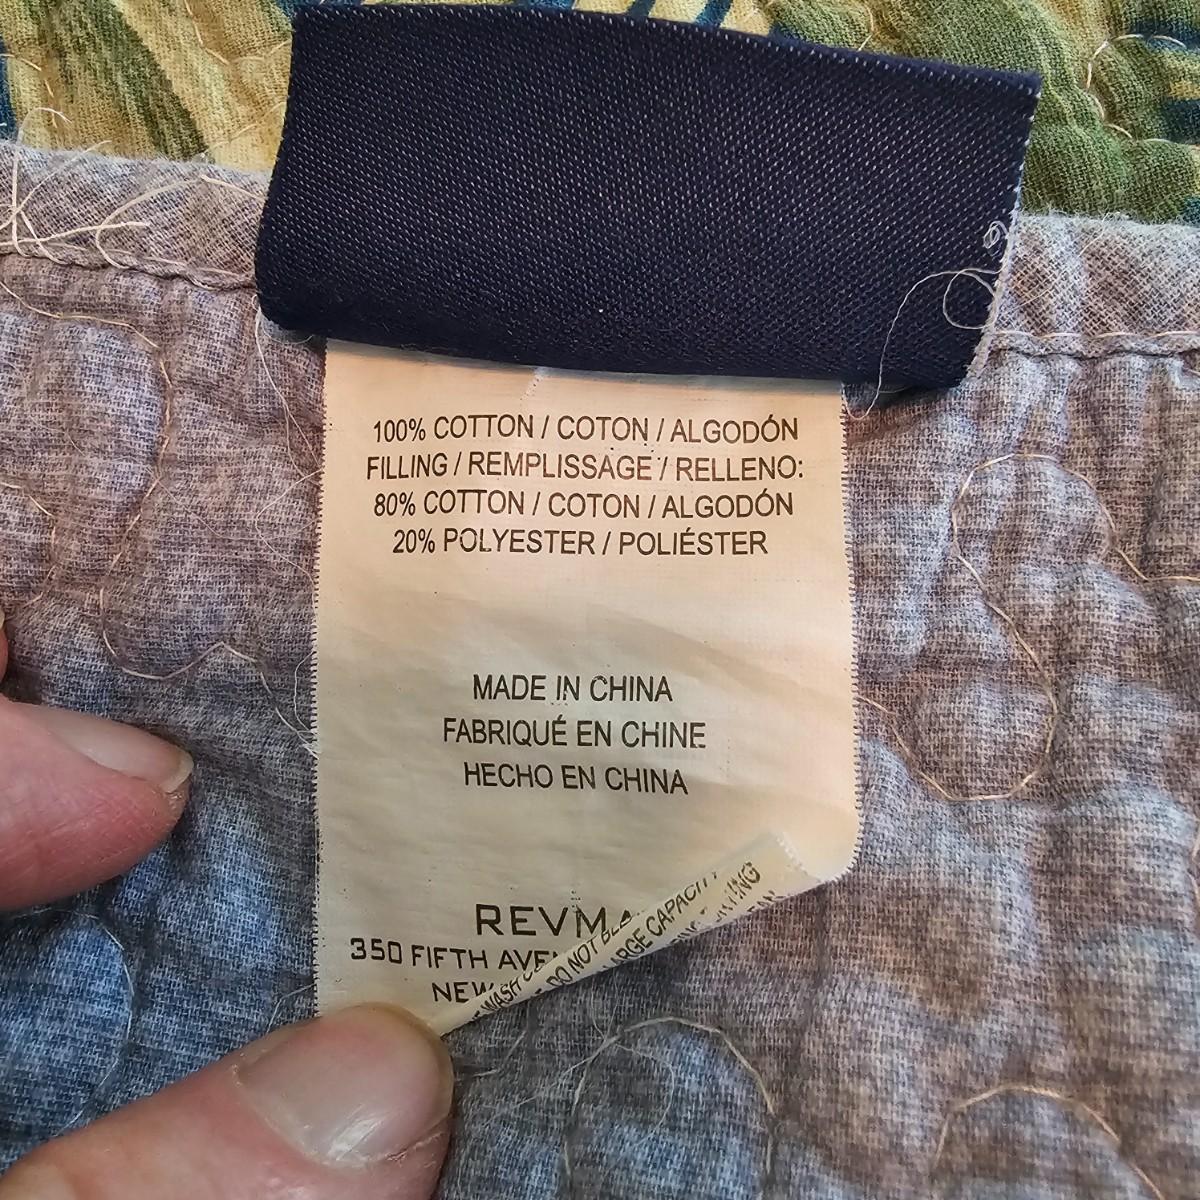 100% COTTON / COTON / ALGODÓN
FILLING / REMPLISSAGE / RELLENO:
80% COTTON / COTON / ALGODÓN
20% POLYESTER / POLIÉSTER
MADE IN CHINA
FABRIQUÉ EN CHINE
HECHO EN CHINA
REVMA
350 FIFTH AVE
NEW
WASH
DO NOT
CAPACITY